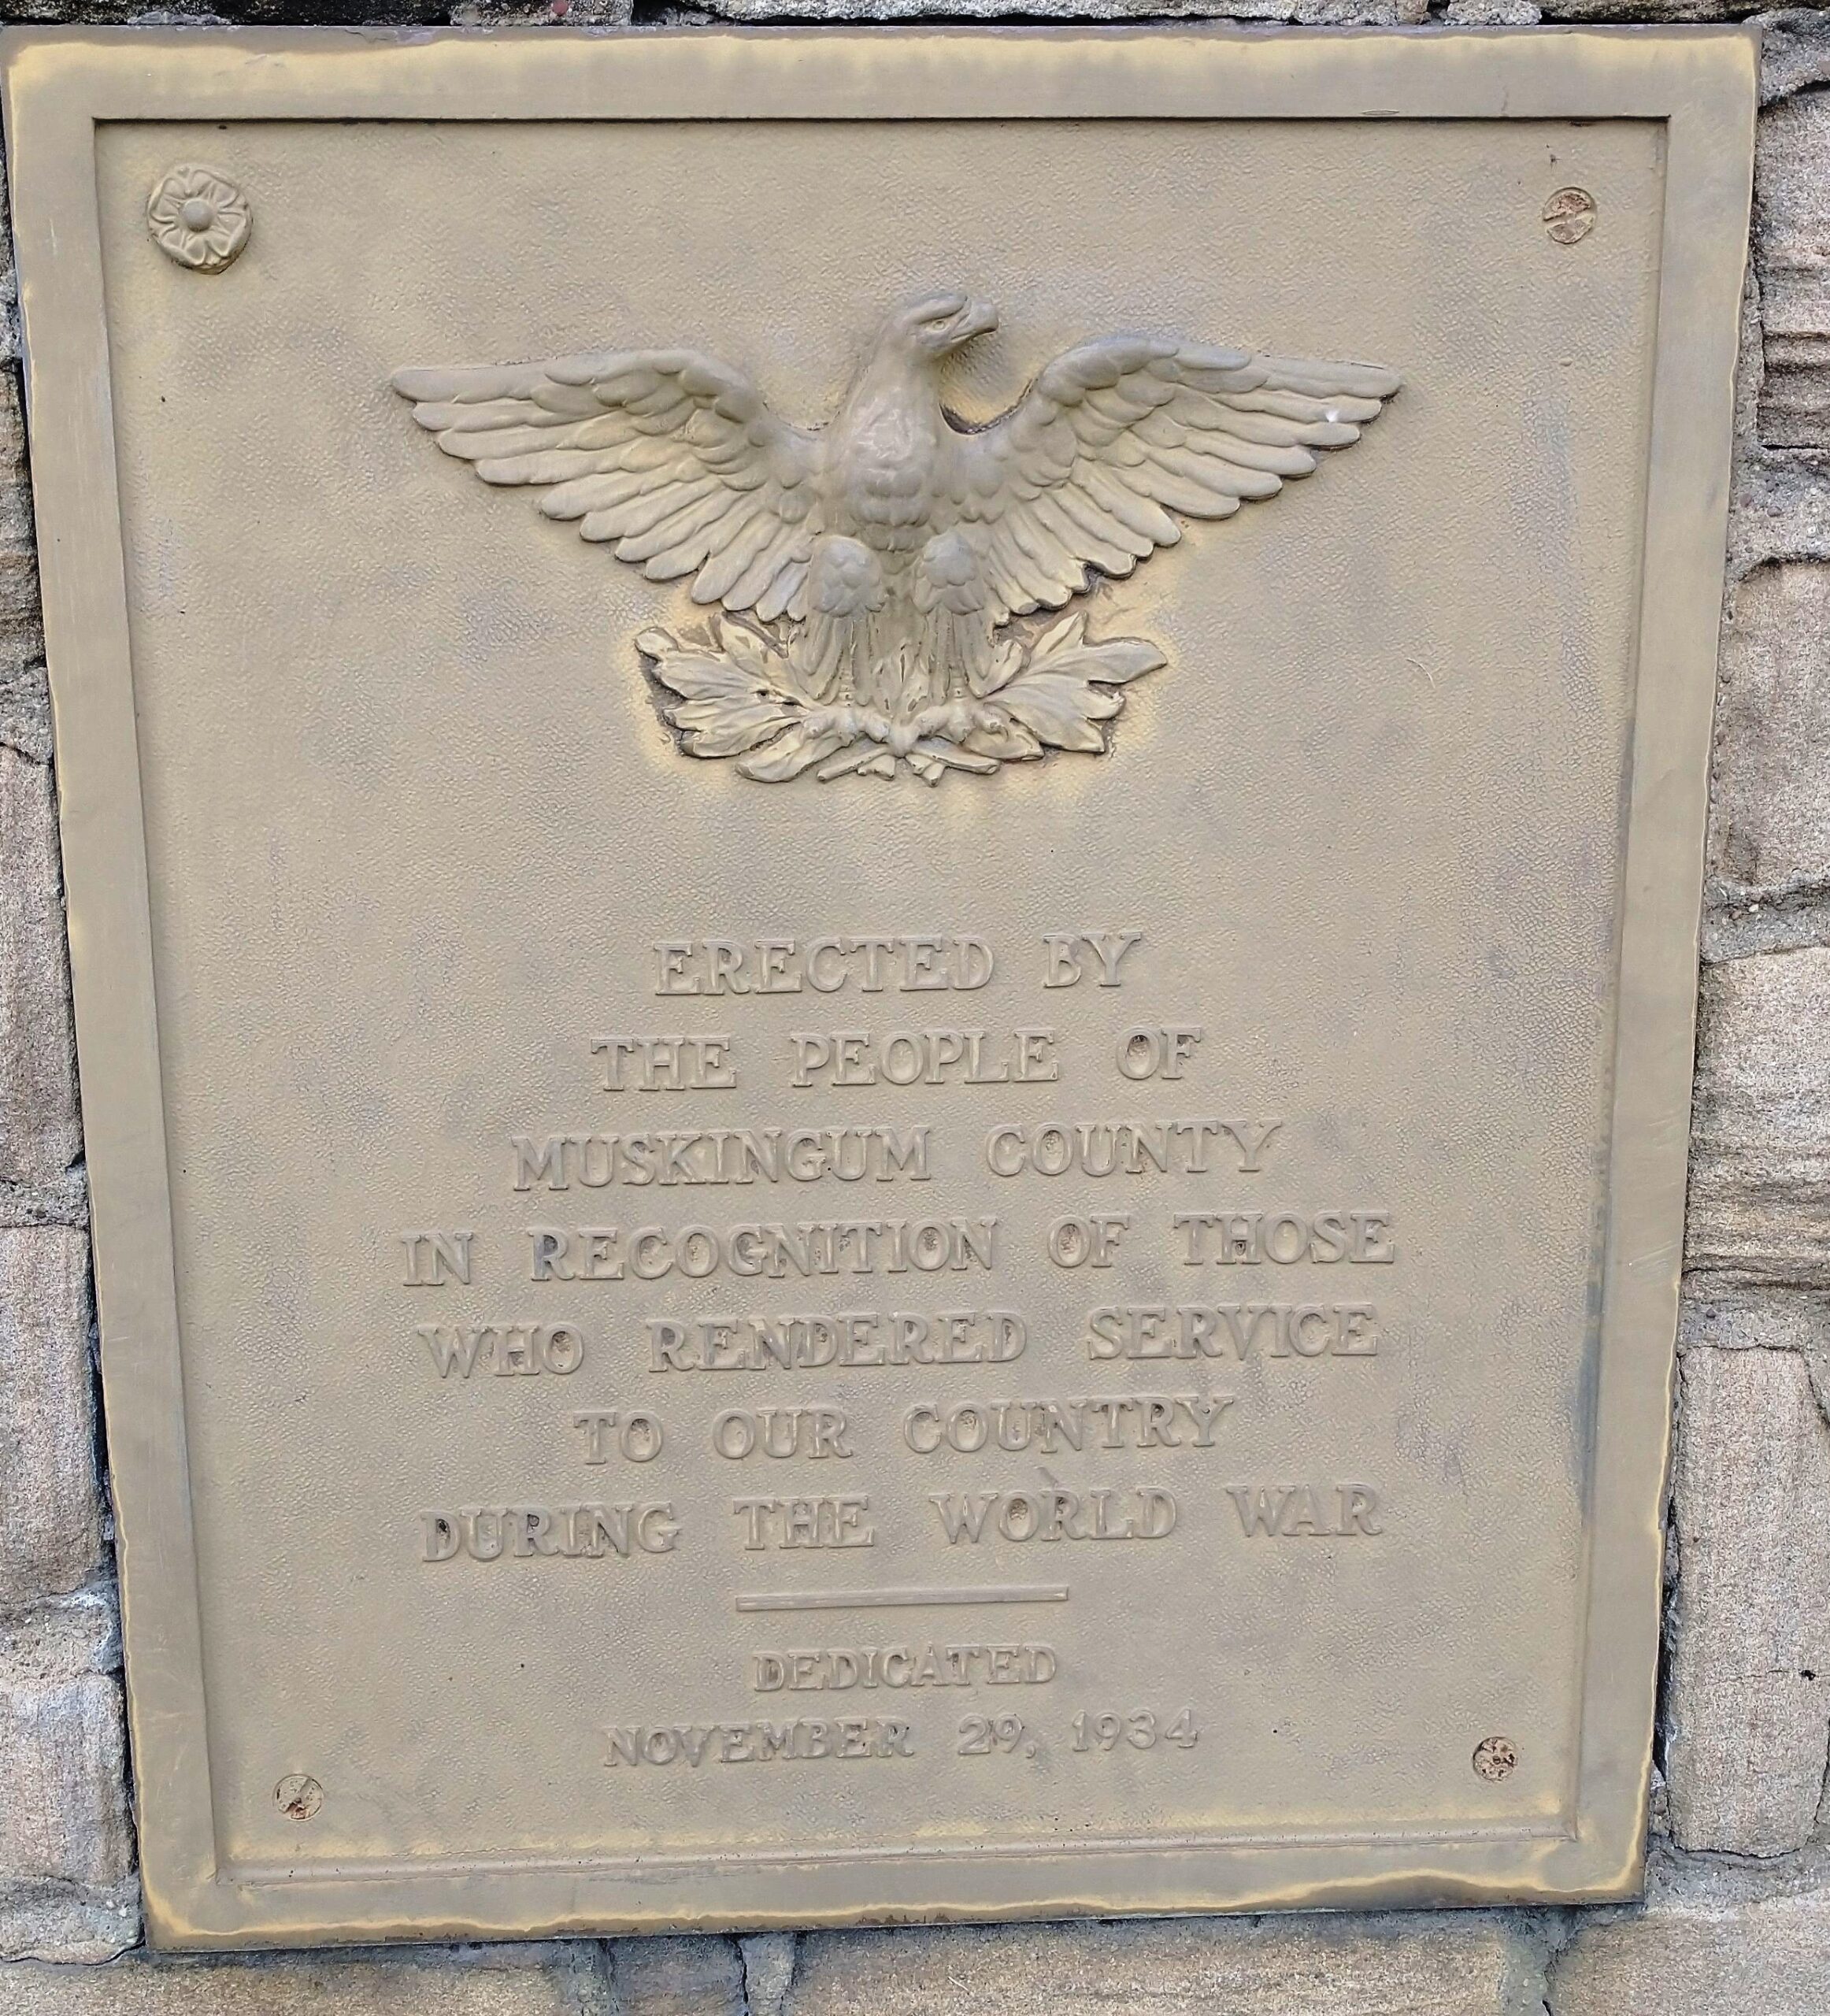 ERECTED BY
THE PEOPLE OF
MUSKINGUM COUNTY
IN RECOGNITION OF THOSE
WHO RENDERED SERVICE
TO OUR COUNTRY
DURING THE WORLD WAR
DEDICATED
NOVEMBER 29, 1934